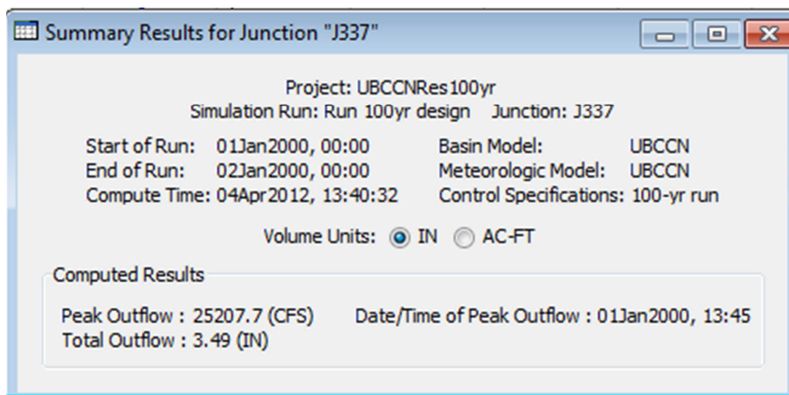 Summary Results for Junction "J337"
Project: UBCCNRes100yr
Simulation Run: Run 100yr design Junction: J337
Start of Run: 01Jan2000, 00:00 Basin Model: UBCCN
End of Run: 02Jan2000, 00:00 Meteorologic Model: UBCCN
Compute Time: 04Apr2012, 13:40:32 Control Specifications: 100-yr run
Volume Units: IN AC-FT
Computed Results
Peak Outflow : 25207.7 (CFS) Date/Time of Peak Outflow : 01Jan2000, 13:45
Total Outflow : 3.49 (IN)